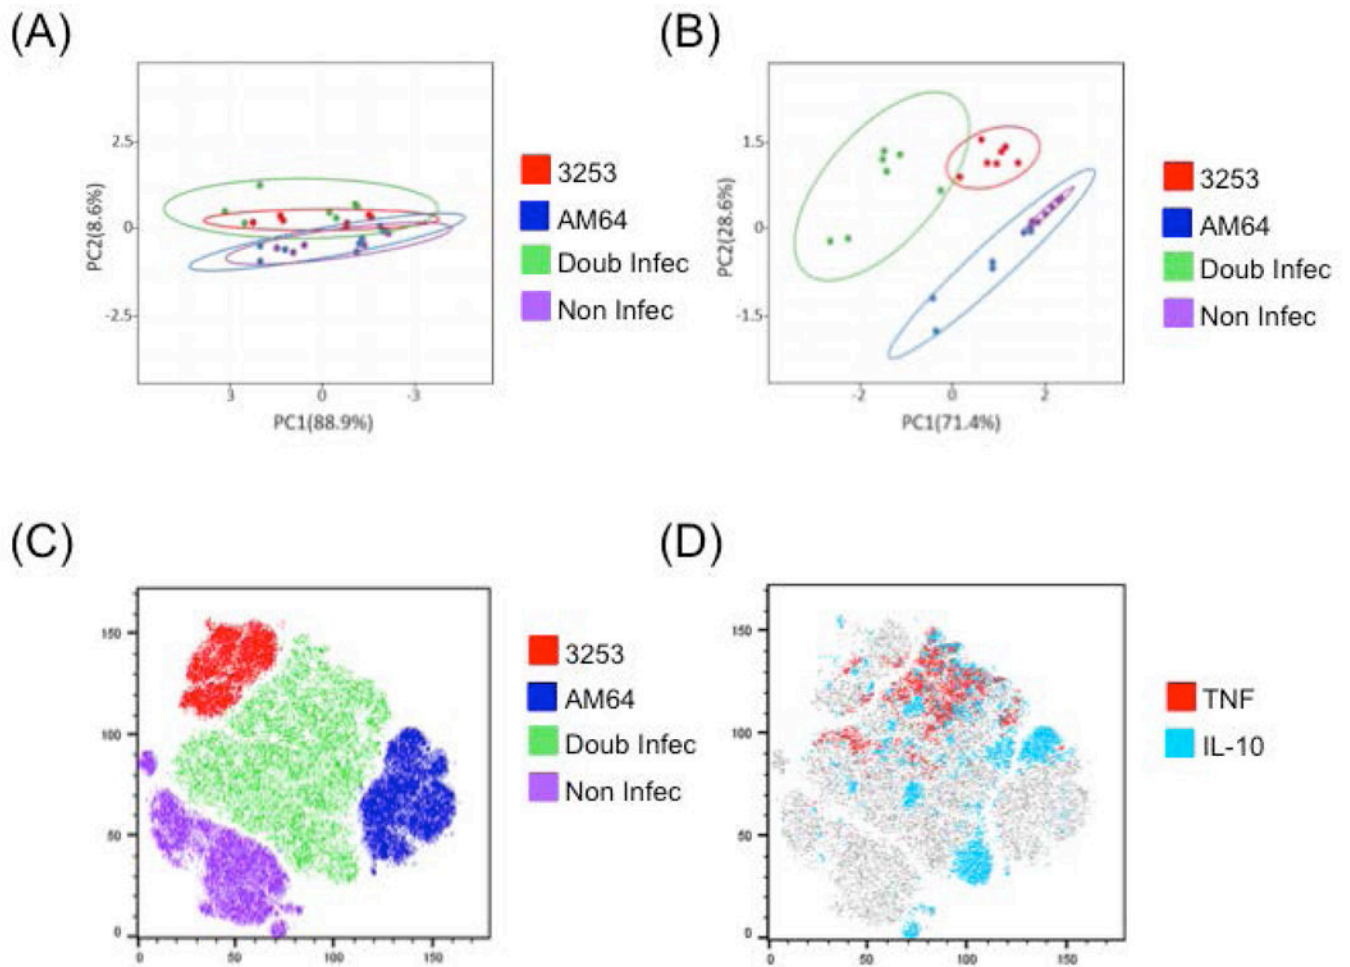 (A)
2.5
0
-2.5
PC2(8.6%)
3
0
-3
PC1(88.9%)
3253
AM64
Doub Infec
Non Infec
(B)
1.5
0
-1.5
PC2(28.6%)
-2
0
2
PC1(71.4%)
3253
AM64
Doub Infec
Non Infec
(C)
150
100
50
0
0
50
100
150
3253
AM64
Doub Infec
Non Infec
(D)
150
100
50
0
0
50
100
150
TNF
IL-10